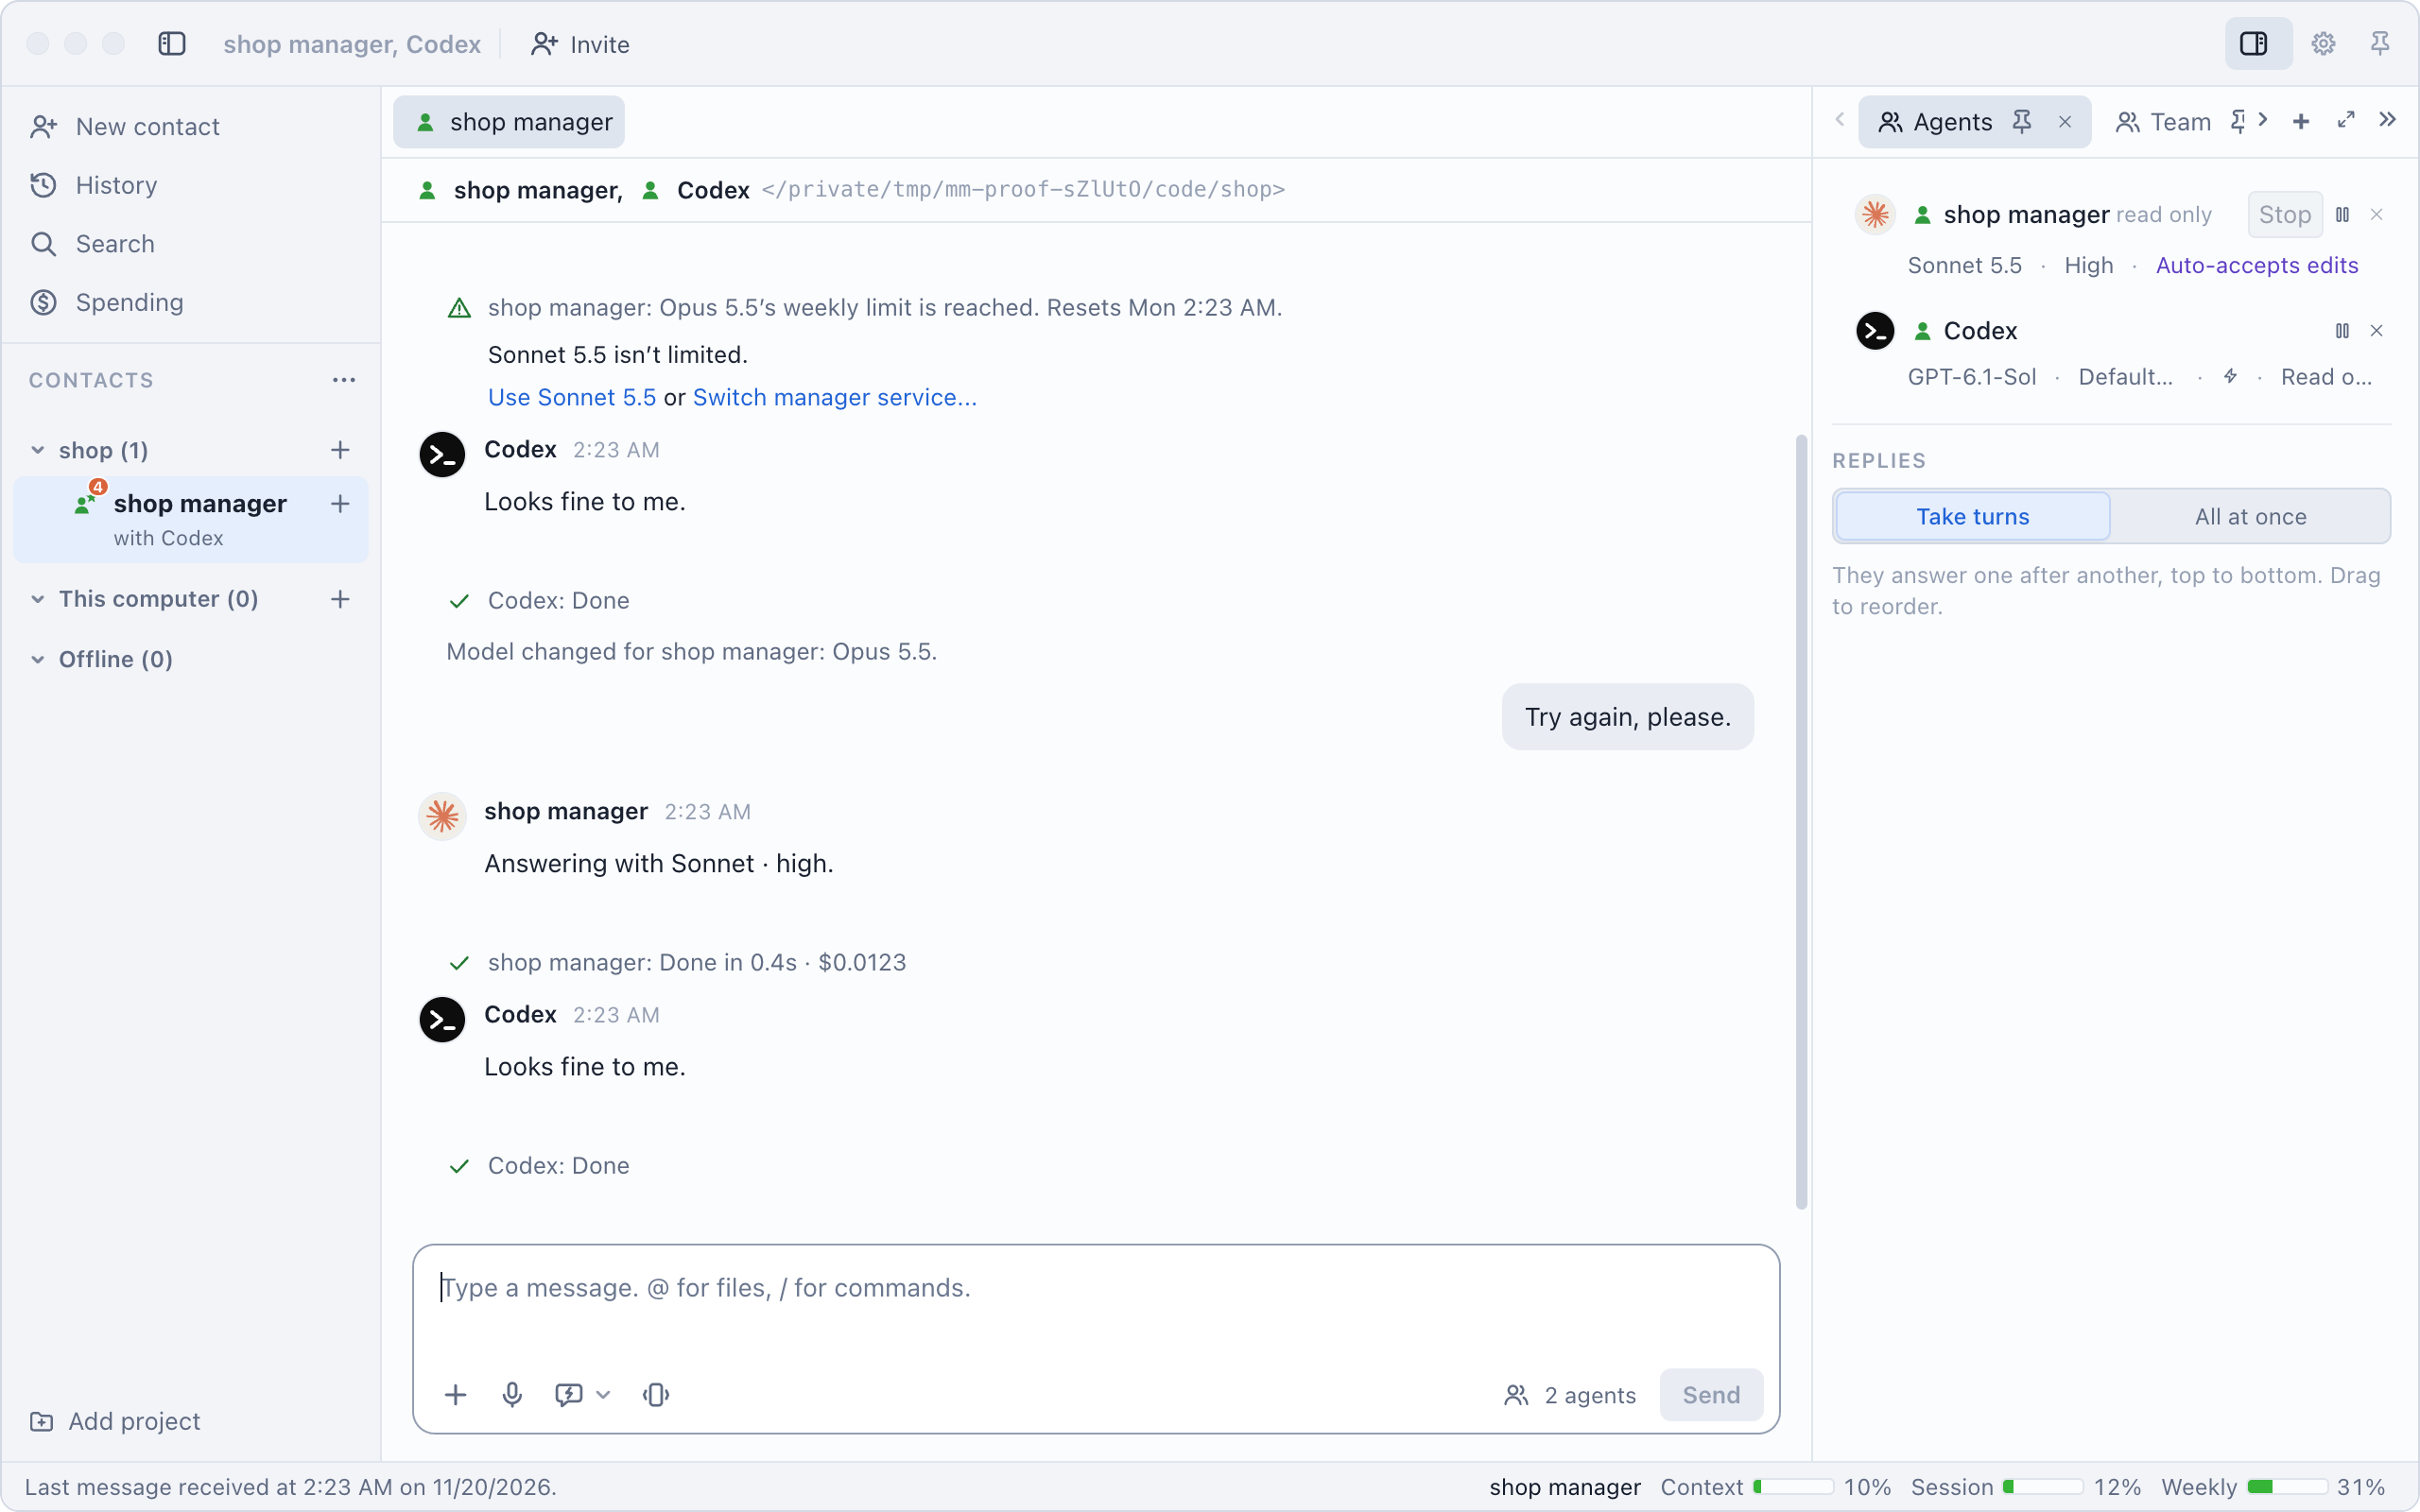 shop manager, Codex
Invite
New contact
History
Search
Spending
CONTACTS
shop (1)
4
shop manager
with Codex
This computer (0)
Offline (0)
Add project
shop manager
shop manager, Codex </private/tmp/mm-proof-sZlUtO/code/shop>
shop manager: Opus 5.5’s weekly limit is reached. Resets Mon 2:23 AM.
Sonnet 5.5 isn’t limited.
Use Sonnet 5.5 or Switch manager service...
Codex 2:23 AM
Looks fine to me.
Codex: Done
Model changed for shop manager: Opus 5.5.
Try again, please.
shop manager 2:23 AM
Answering with Sonnet · high.
shop manager: Done in 0.4s · $0.0123
Codex 2:23 AM
Looks fine to me.
Codex: Done
Type a message. @ for files, / for commands.
2 agents
Send
Agents
Team
shop manager read only
Stop
Sonnet 5.5 · High · Auto-accepts edits
Codex
GPT-6.1-Sol · Default... · · Read o...
REPLIES
Take turns
All at once
They answer one after another, top to bottom. Drag
to reorder.
Last message received at 2:23 AM on 11/20/2026.
shop manager Context 10% Session 12% Weekly 31%